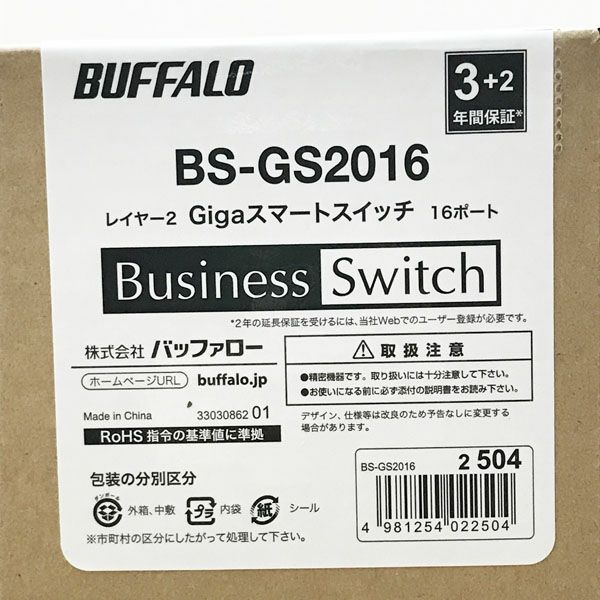 BUFFALO
3+2
年間保証*
BS-GS2016
レイヤー2 Gigaスマートスイッチ 16ポート
Business Switch
*2年の延長保証を受けるには、当社Webでのユーザー登録が必要です。
株式会社 バッファロー
ホームページURL buffalo.jp
Made in China 33030862 01
RoHS 指令の基準値に準拠
⚠ 取扱注意
●精密機器です。取り扱いには十分注意して下さい。
●お使いになる前に必ず添付の説明書をお読み下さい。
デザイン、仕様等は改良のため予告なしに変更する
場合があります。
包装の分別区分
ダンボール 外箱、中敷 プラ 内袋 紙 シール
※市町村の区分にしたがって処理して下さい。
BS-GS2016 2 504
4 981254 022504